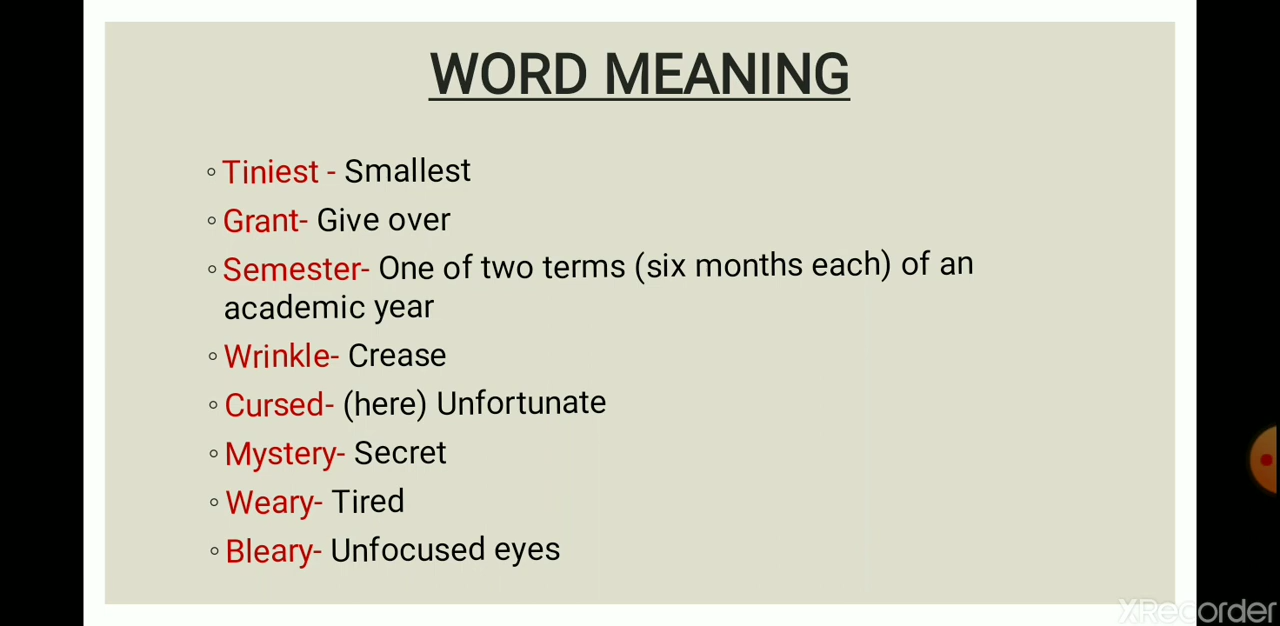 WORD MEANING
◦ Tiniest - Smallest
◦ Grant- Give over
◦ Semester- One of two terms (six months each) of an
academic year
◦ Wrinkle- Crease
◦ Cursed- (here) Unfortunate
◦ Mystery- Secret
◦ Weary- Tired
◦ Bleary- Unfocused eyes
XRecorder